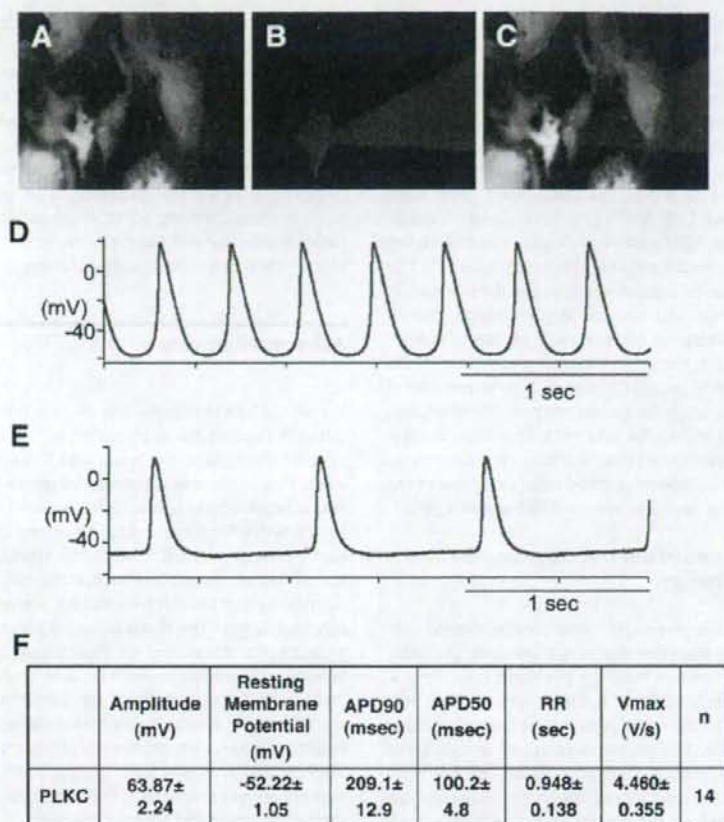 A
B
C
D
0
(mV)
40
1 sec
E
0
(mV)
-40
1 sec
F
Amplitude (mV)
Resting Membrane Potential (mV)
APD90 (msec)
APD50 (msec)
RR (sec)
Vmax (V/s)
n
PLKC
63.87± 2.24
-52.22± 1.05
209.1± 12.9
100.2± 4.8
0.948± 0.138
4.460± 0.355
14